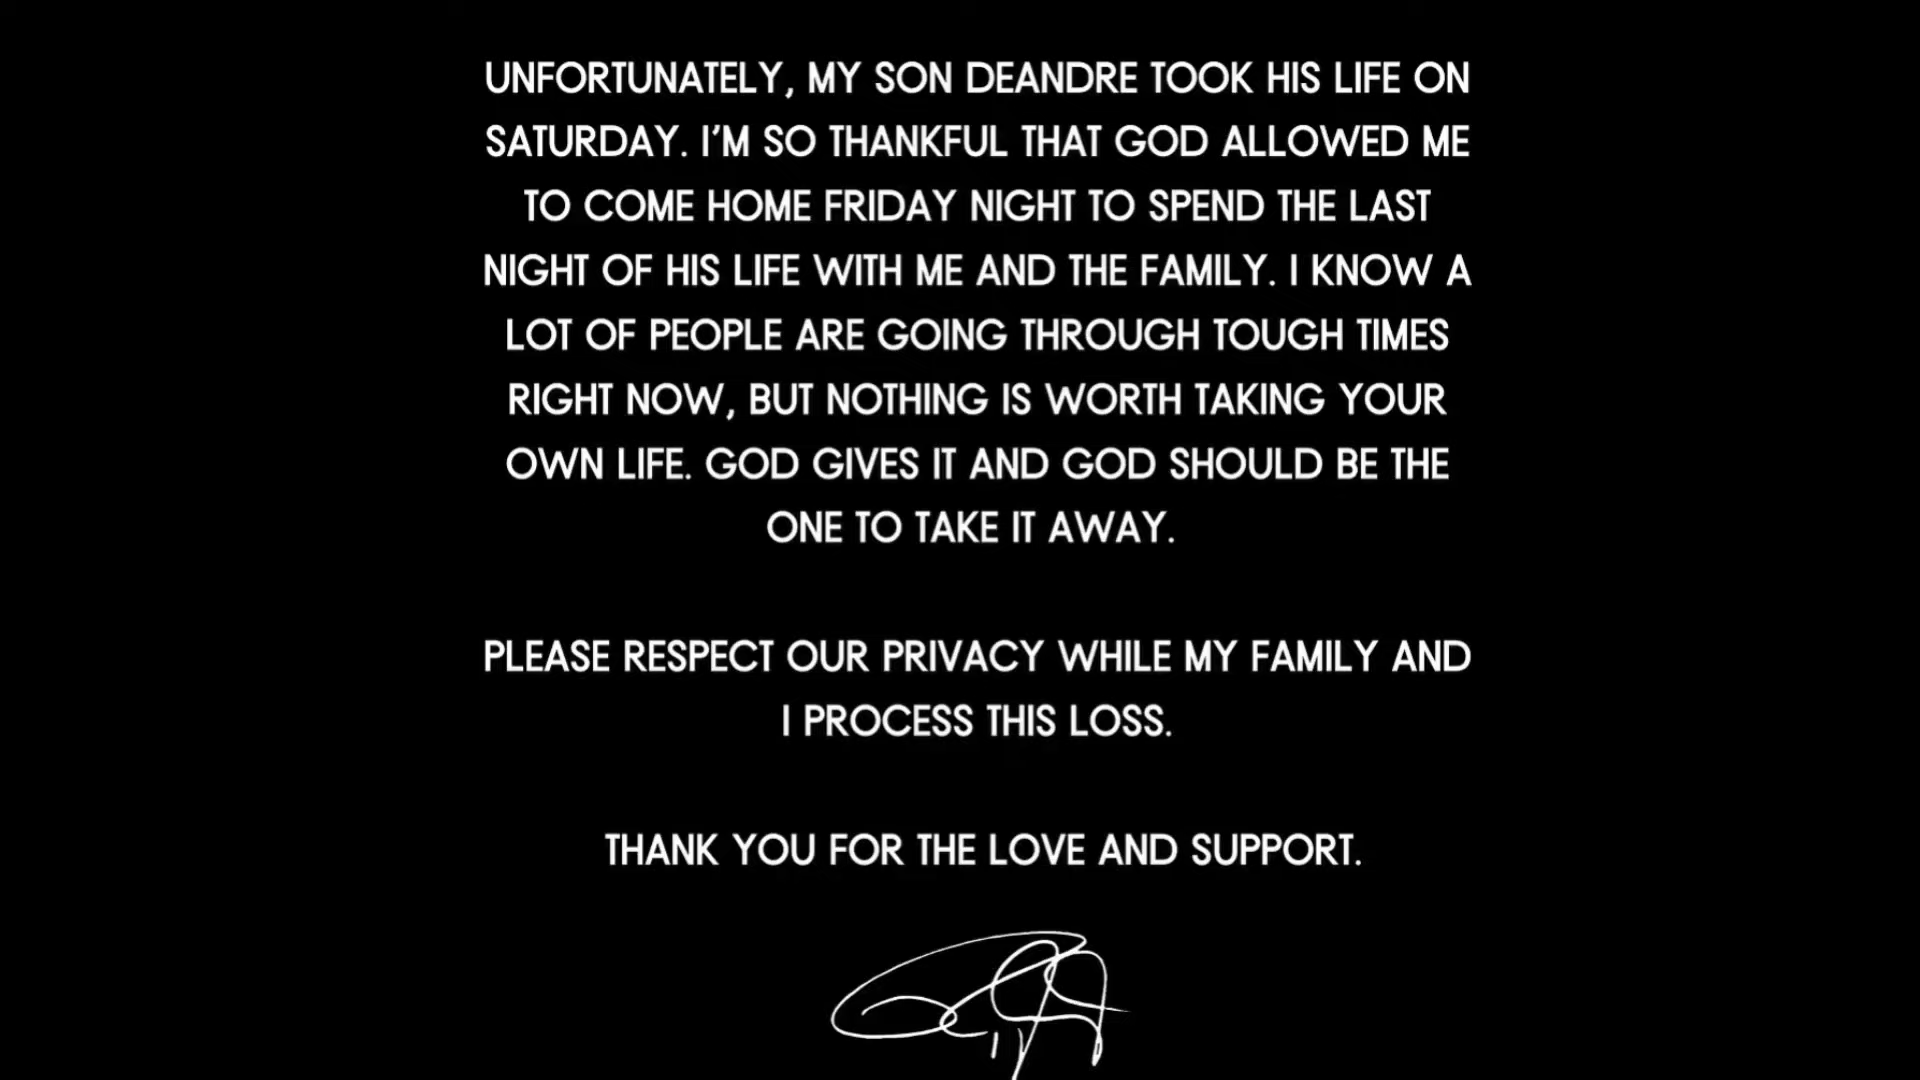 UNFORTUNATELY, MY SON DEANDRE TOOK HIS LIFE ON
SATURDAY. I'M SO THANKFUL THAT GOD ALLOWED ME
TO COME HOME FRIDAY NIGHT TO SPEND THE LAST
NIGHT OF HIS LIFE WITH ME AND THE FAMILY. I KNOW A
LOT OF PEOPLE ARE GOING THROUGH TOUGH TIMES
RIGHT NOW, BUT NOTHING IS WORTH TAKING YOUR
OWN LIFE. GOD GIVES IT AND GOD SHOULD BE THE
ONE TO TAKE IT AWAY.
PLEASE RESPECT OUR PRIVACY WHILE MY FAMILY AND
I PROCESS THIS LOSS.
THANK YOU FOR THE LOVE AND SUPPORT.